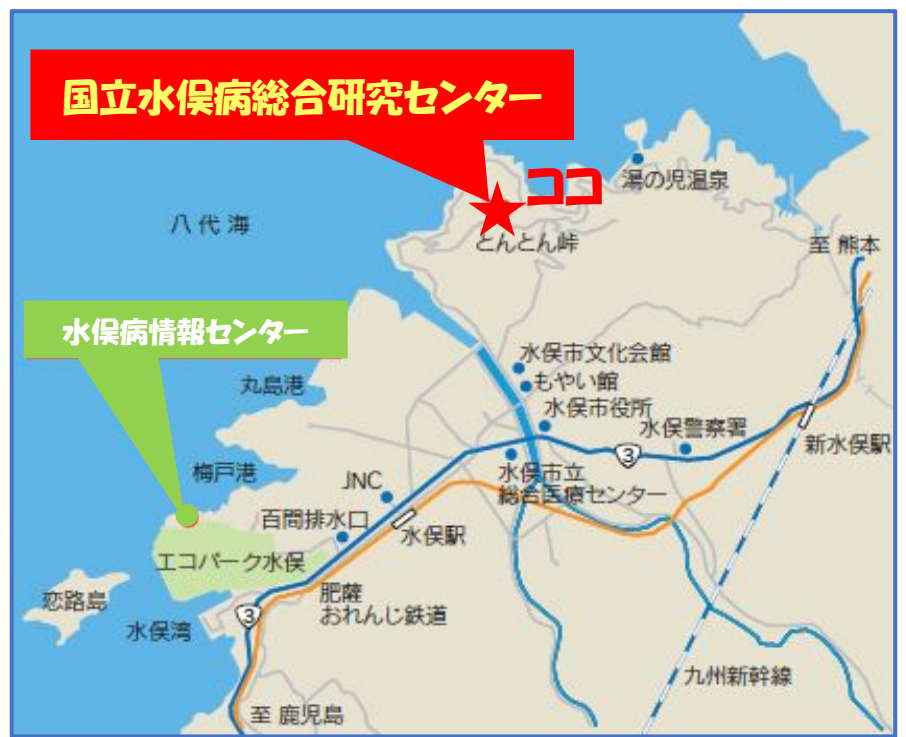 国立水俣病総合研究センター
ココ
湯の児温泉
八代海
とんとん峠
至 熊本
水俣病情報センター
水俣市文化会館
丸島港
もやい館
水俣市役所
水俣警察署
新水俣駅
3
梅戸港
JNC
水俣市立
総合医療センター
百間排水口
水俣駅
エコパーク水俣
恋路島
肥薩
おれんじ鉄道
3
水俣湾
九州新幹線
至 鹿児島